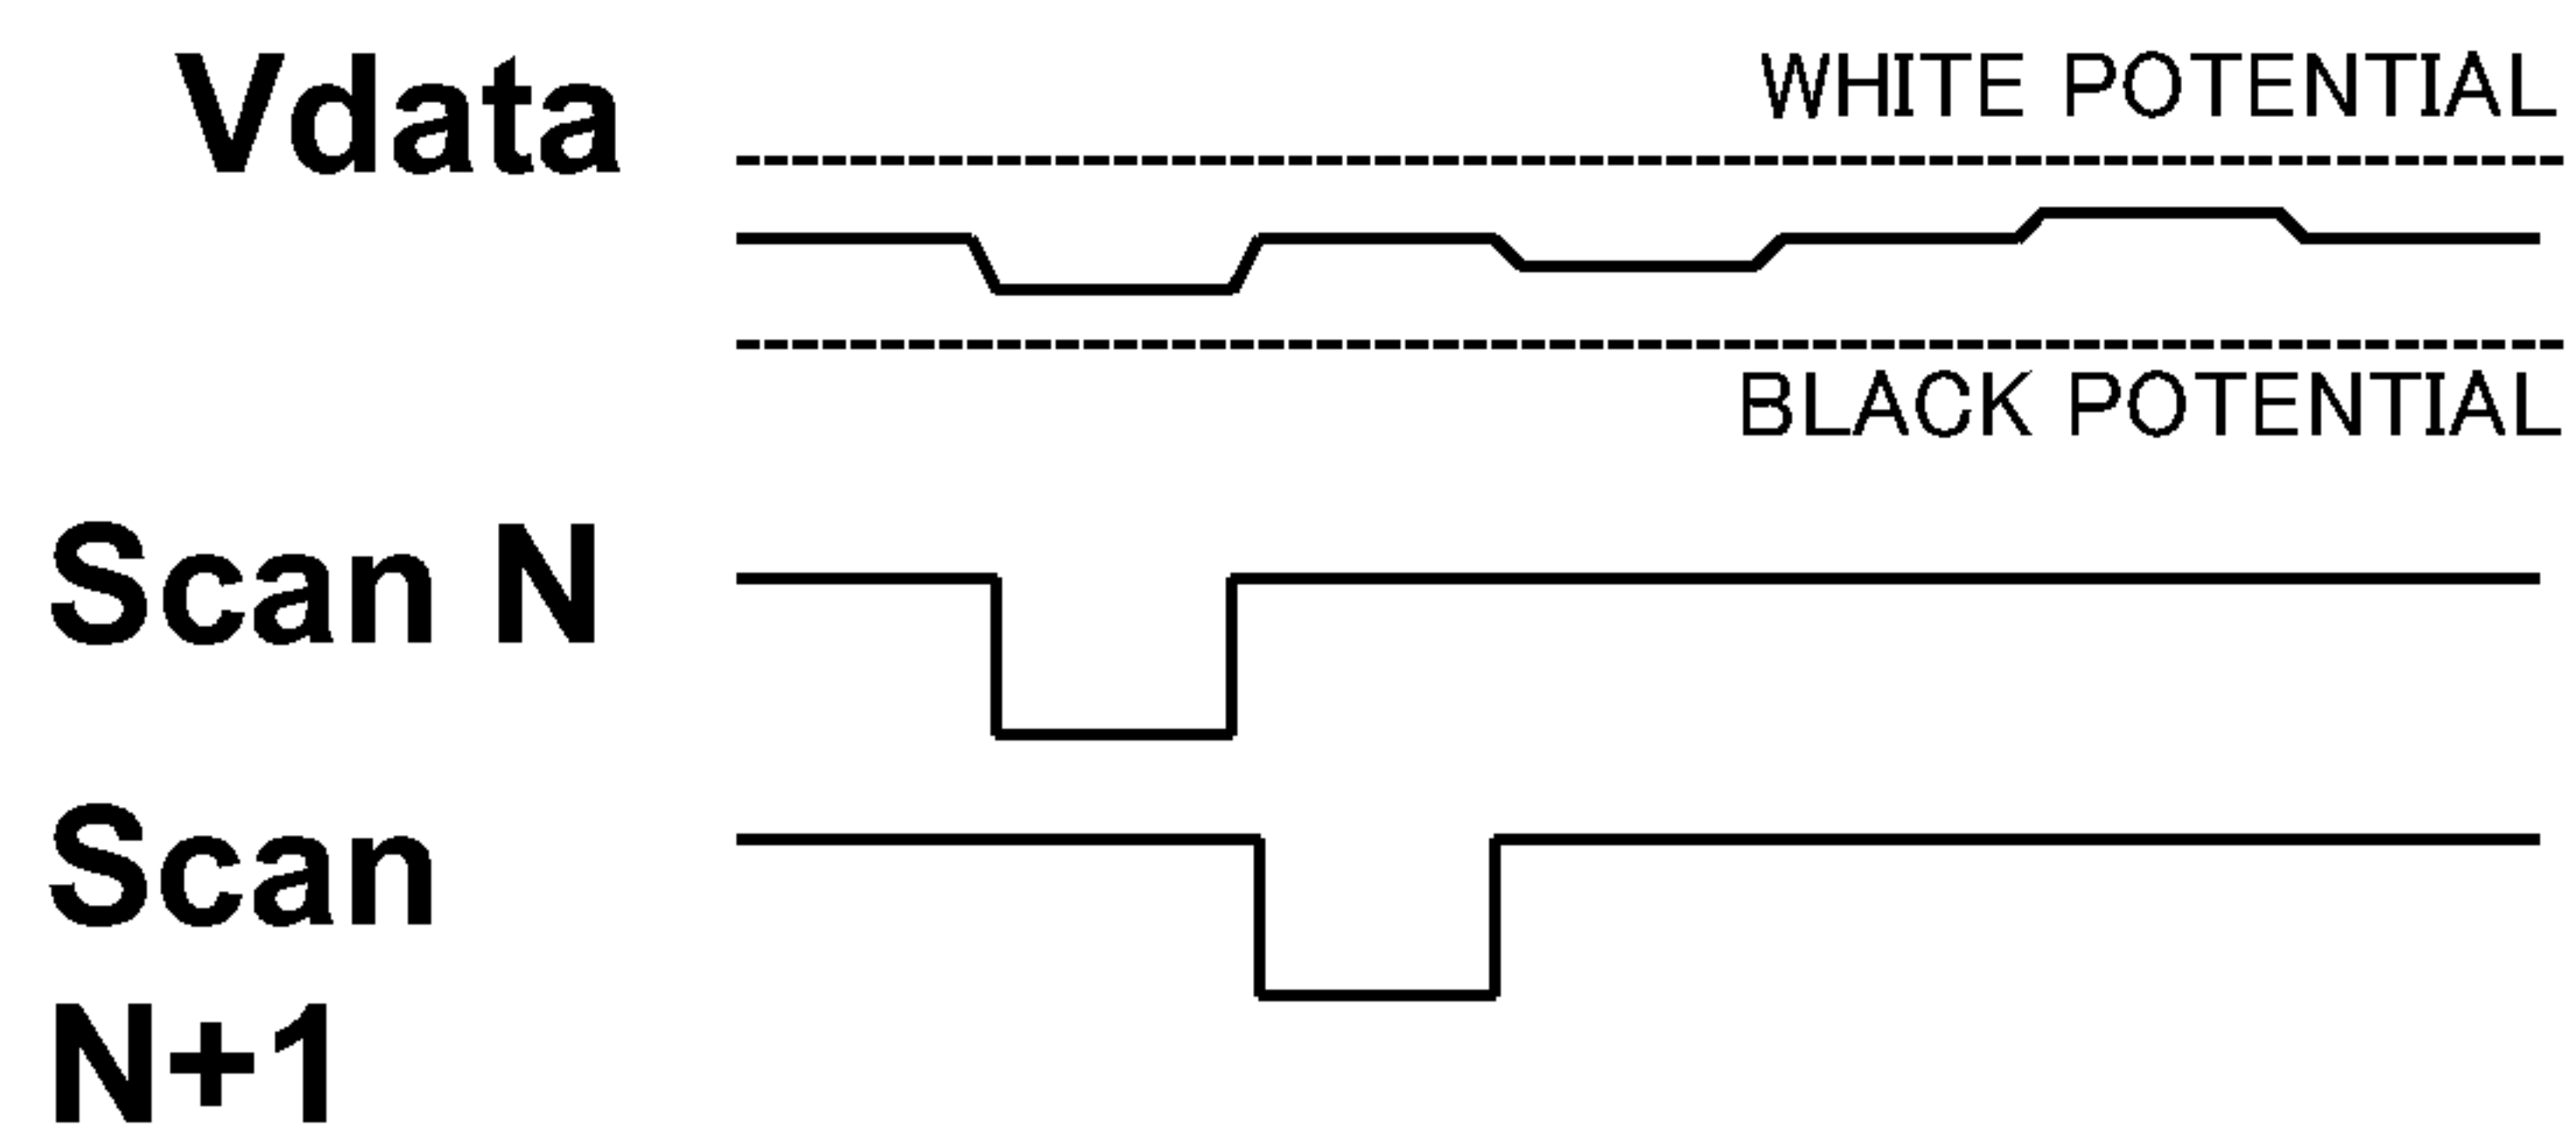 Vdata
WHITE POTENTIAL
BLACK POTENTIAL
Scan N
Scan
N+1